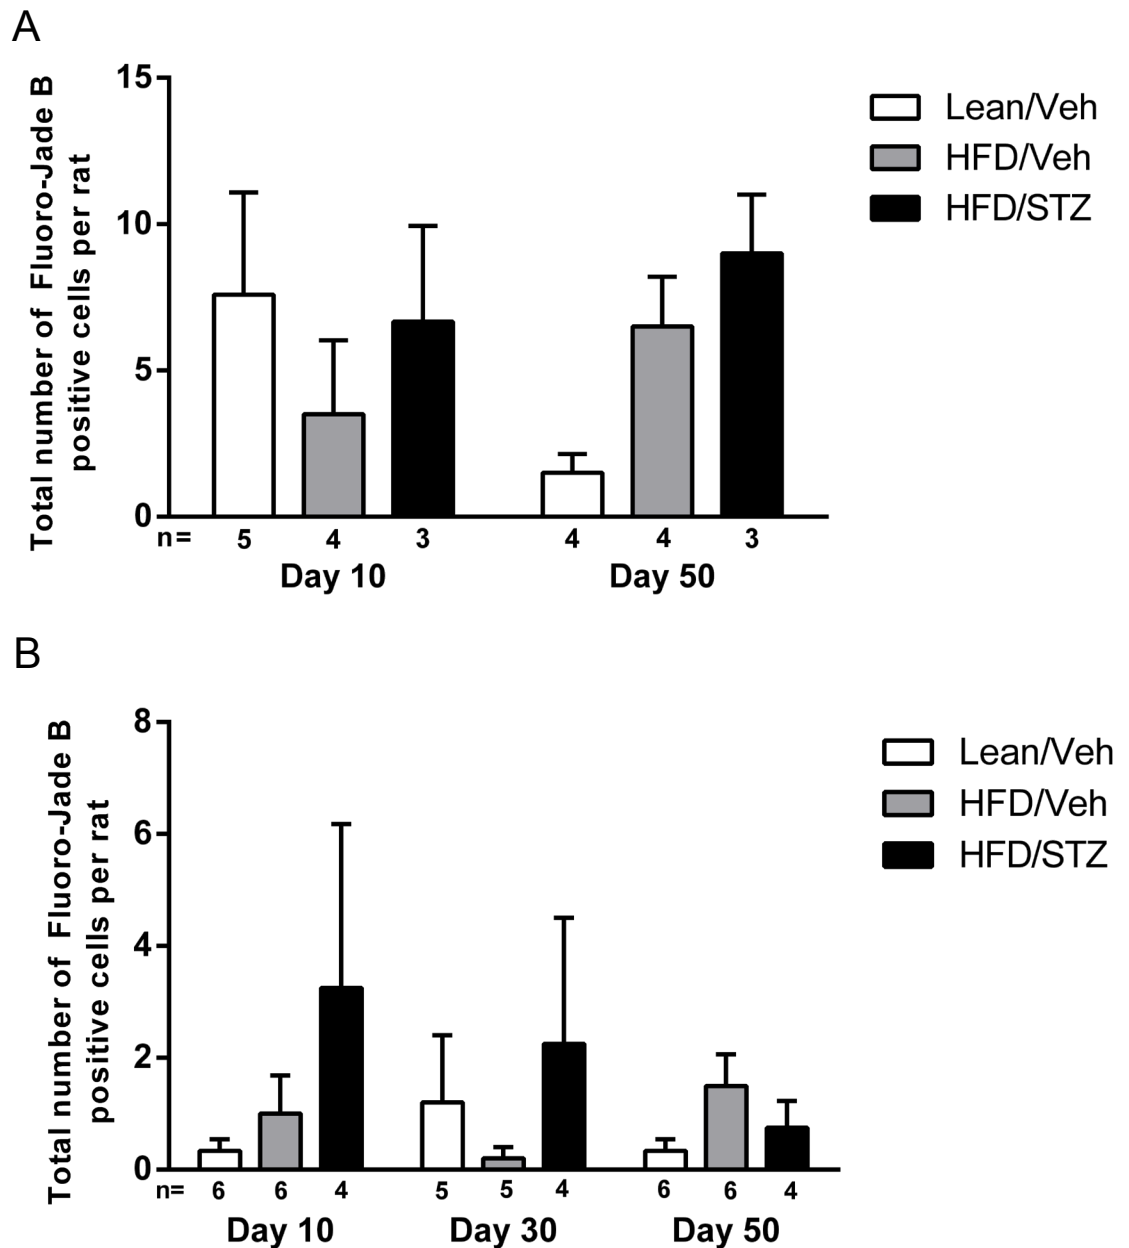 A
Total number of Fluoro-Jade B
positive cells per rat
15
10
5
0
n= 5 4 3 4 4 3
Day 10 Day 50
Lean/Veh
HFD/Veh
HFD/STZ
B
Total number of Fluoro-Jade B
positive cells per rat
8
6
4
2
0
n= 6 6 4 5 5 4 6 6 4
Day 10 Day 30 Day 50
Lean/Veh
HFD/Veh
HFD/STZ